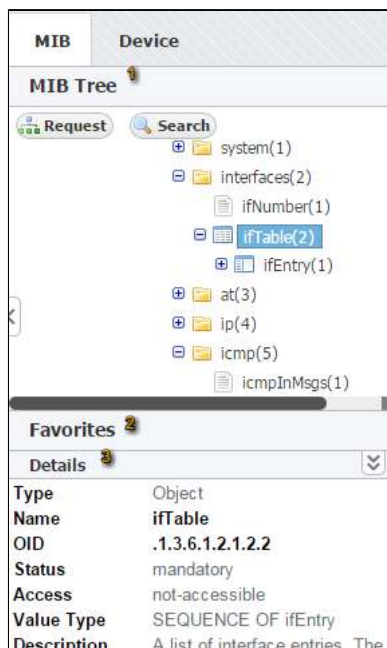 MIB Device
MIB Tree 1
Request Search
system(1)
interfaces(2)
ifNumber(1)
ifTable(2)
ifEntry(1)
at(3)
ip(4)
icmp(5)
icmpInMsgs(1)
Favorites 2
Details 3
Type Object
Name ifTable
OID .1.3.6.1.2.1.2.2
Status mandatory
Access not-accessible
Value Type SEQUENCE OF ifEntry
Description A list of interface entries. The